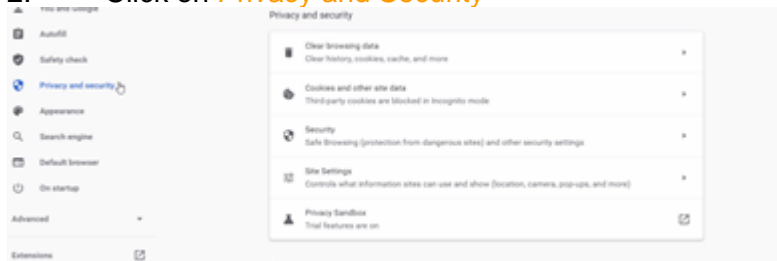 2. Click on Privacy and Security
You and Google
Autofill
Safety check
Privacy and security
Appearance
Search engine
Default browser
On startup
Advanced
Extensions
Privacy and security
Clear browsing data
Clear history, cookies, cache, and more
Cookies and other site data
Third-party cookies are blocked in Incognito mode
Security
Safe Browsing (protection from dangerous sites) and other security settings
Site Settings
Controls what information sites can use and show (location, camera, pop-ups, and more)
Privacy Sandbox
Trial features are on